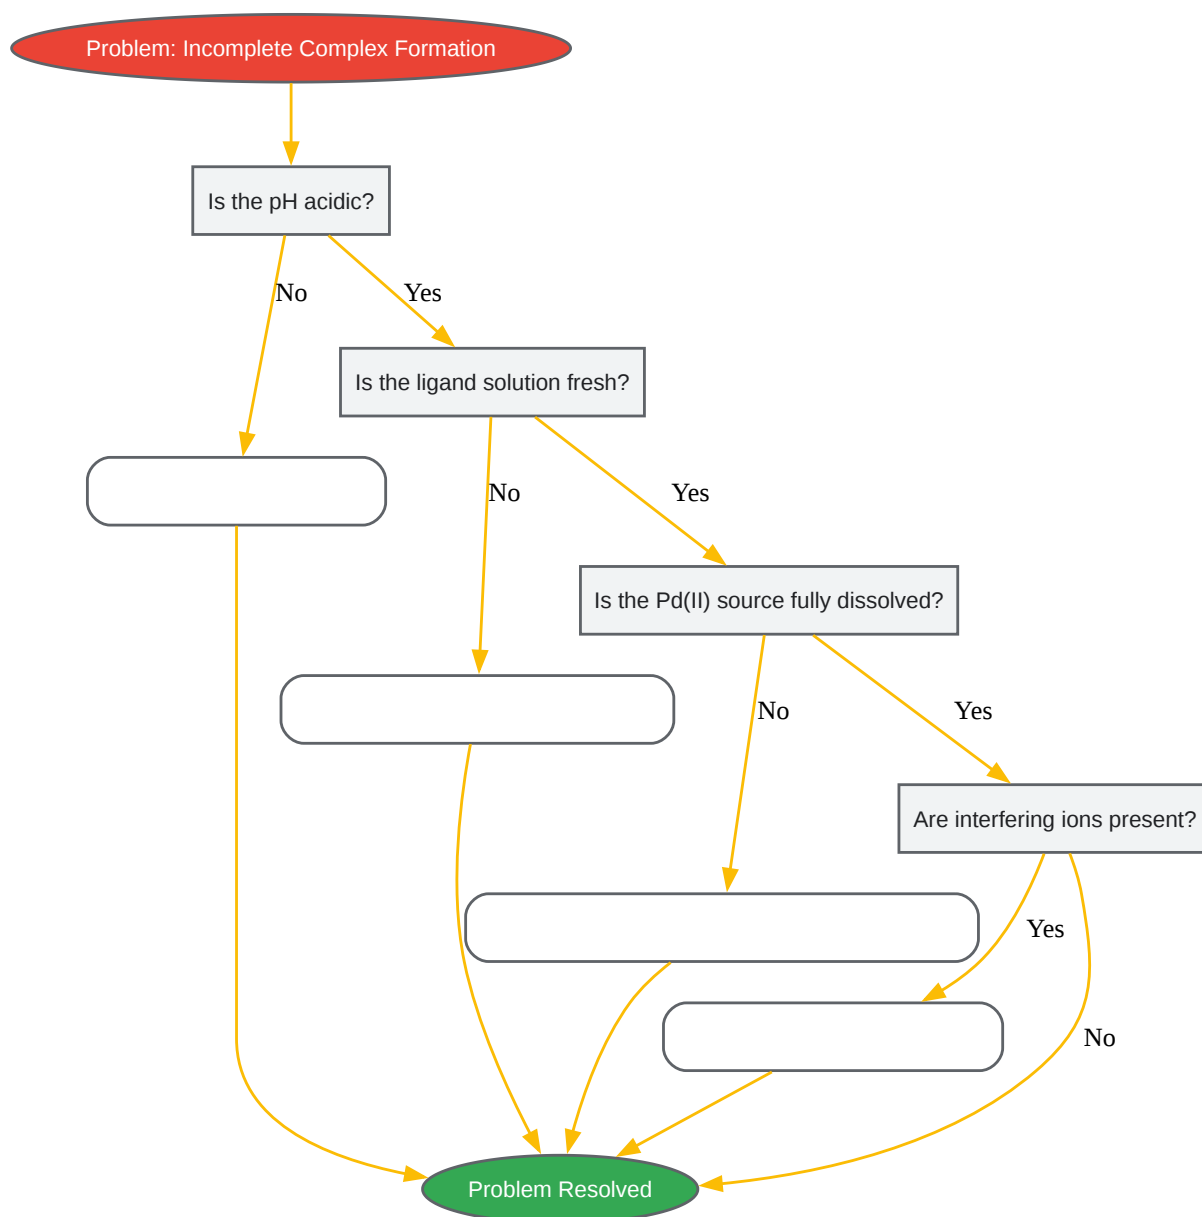 Problem: Incomplete Complex Formation
Is the pH acidic?
No
Yes
Is the ligand solution fresh?
No
Yes
Is the Pd(II) source fully dissolved?
No
Yes
Are interfering ions present?
Yes
No
Problem Resolved